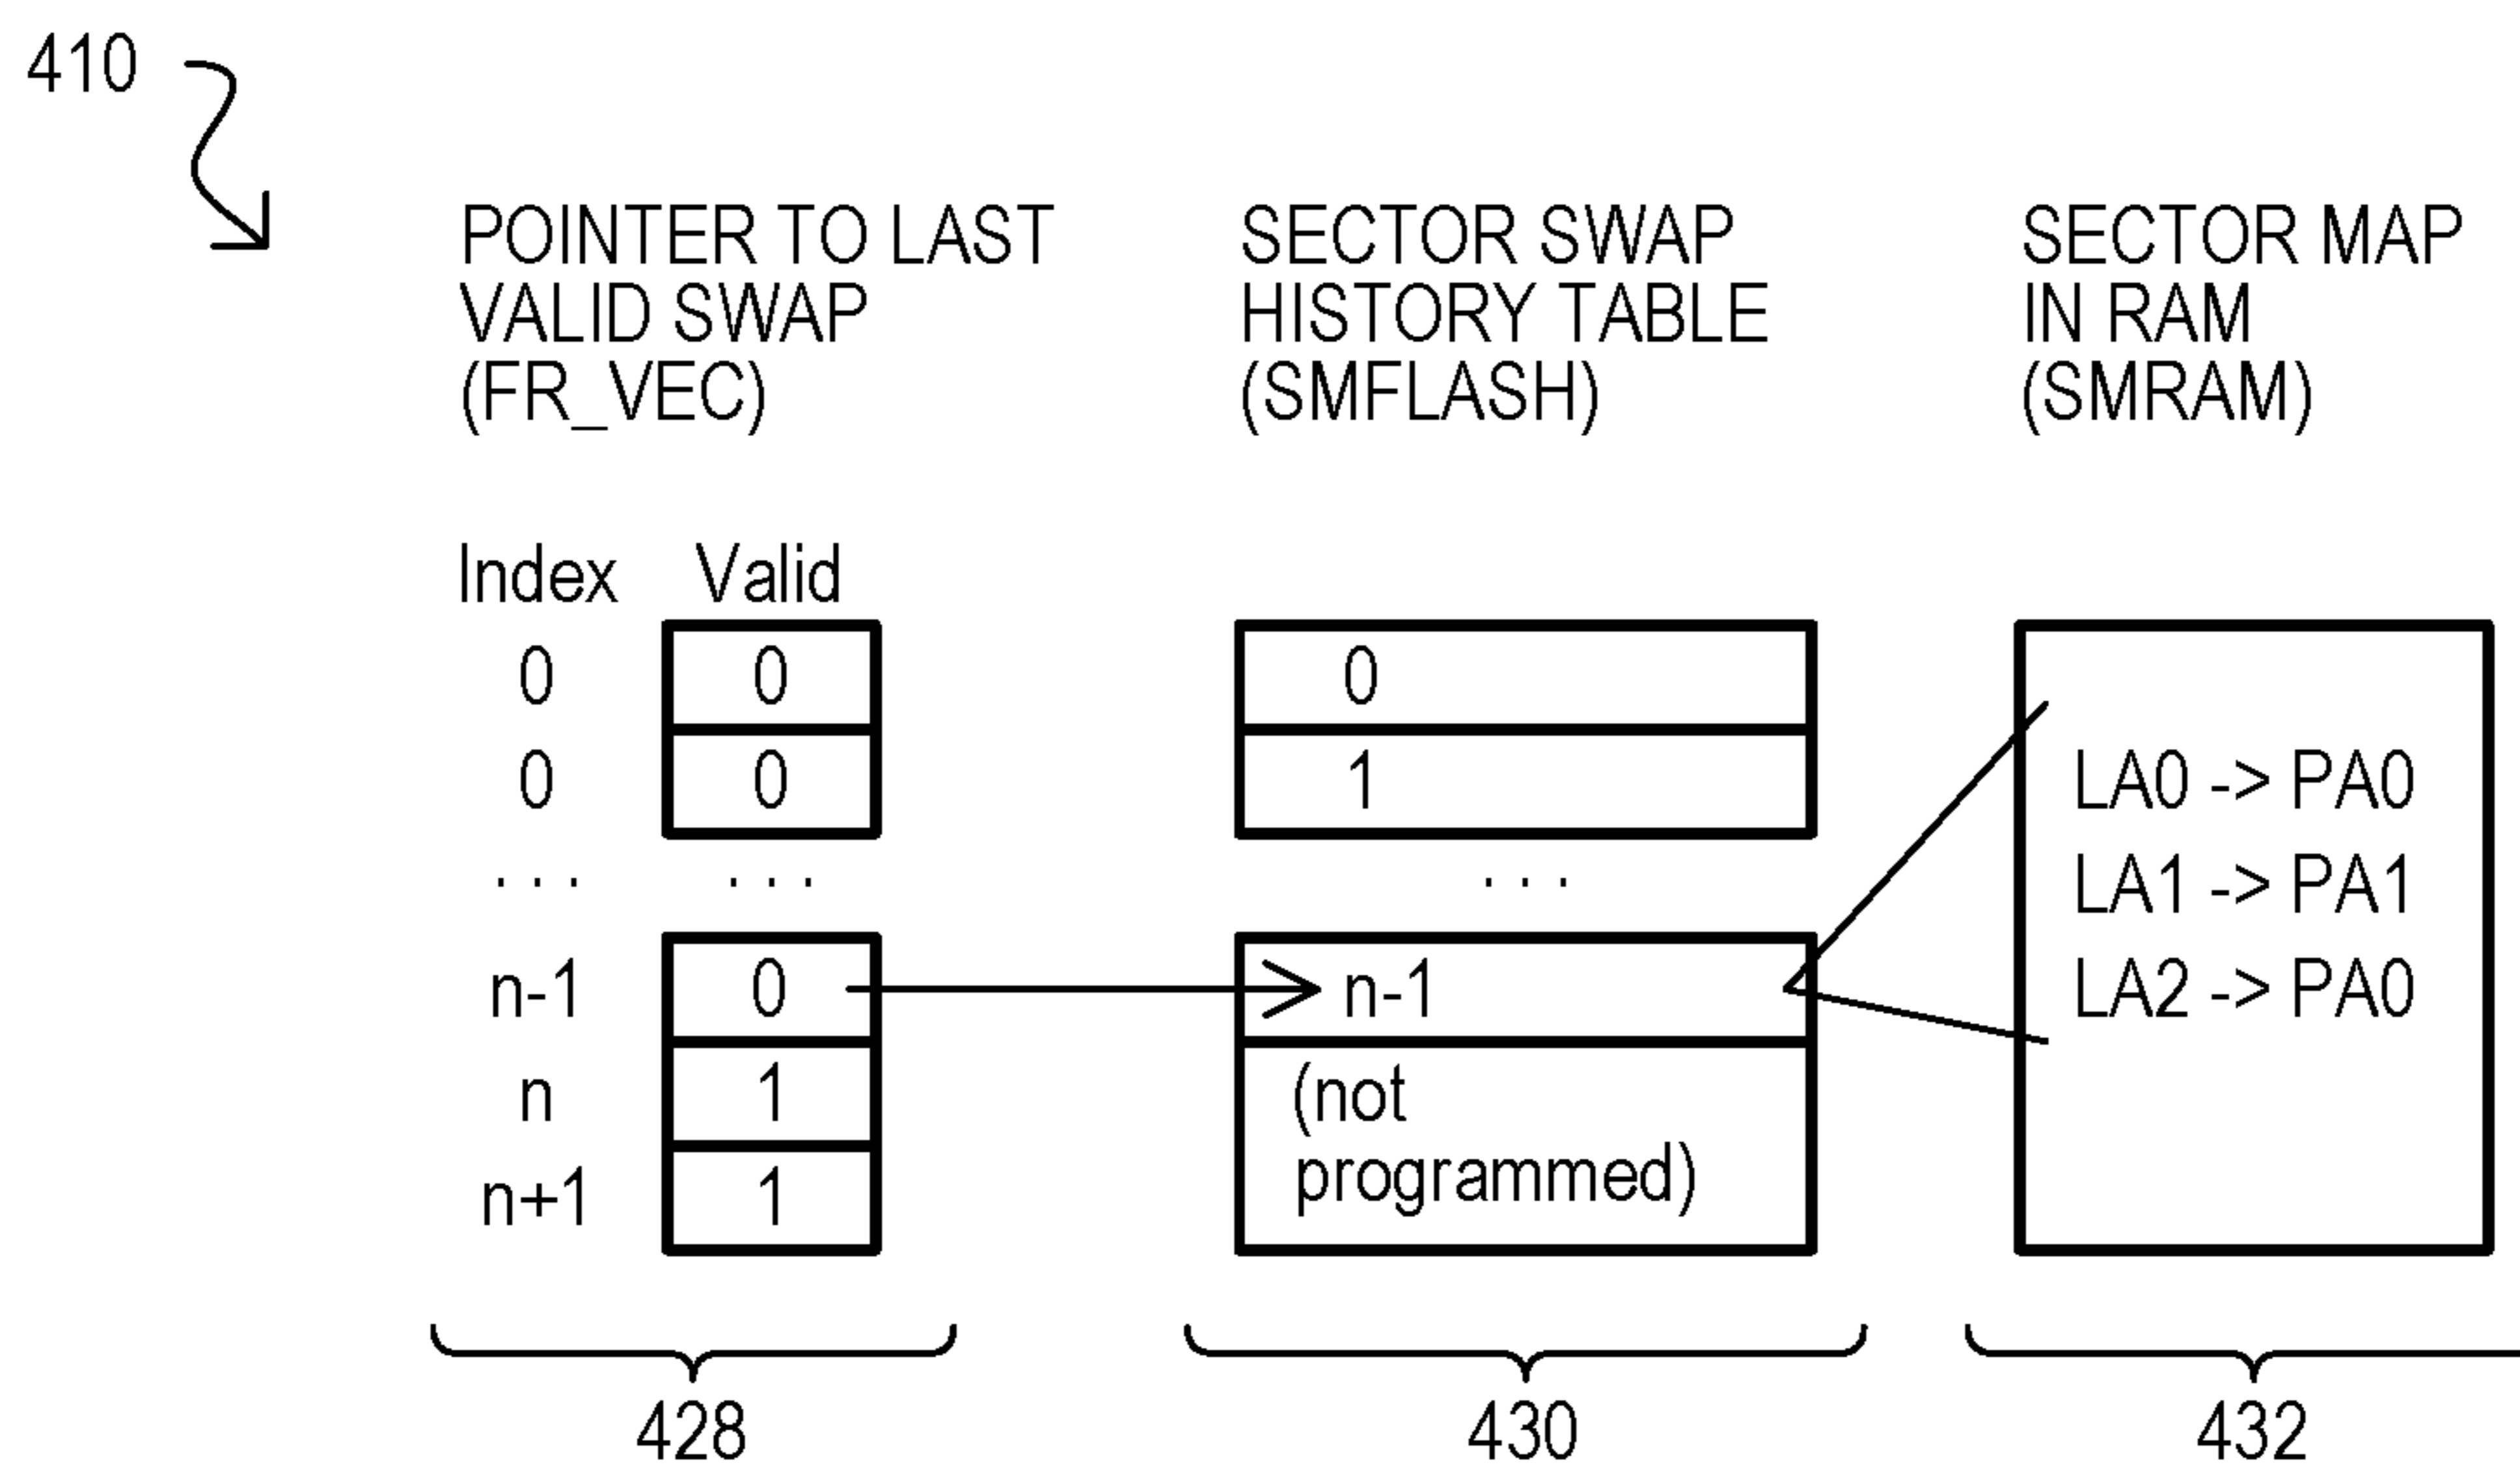 410
POINTER TO LAST
VALID SWAP
(FR_VEC)
SECTOR SWAP
HISTORY TABLE
(SMFLASH)
SECTOR MAP
IN RAM
(SMRAM)
Index Valid
0 0 0
0 0 1
LA0 -> PA0
. . . . . . . . .
LA1 -> PA1
n-1 0 n-1
LA2 -> PA0
n 1 (not
programmed)
n+1 1
428 430 432